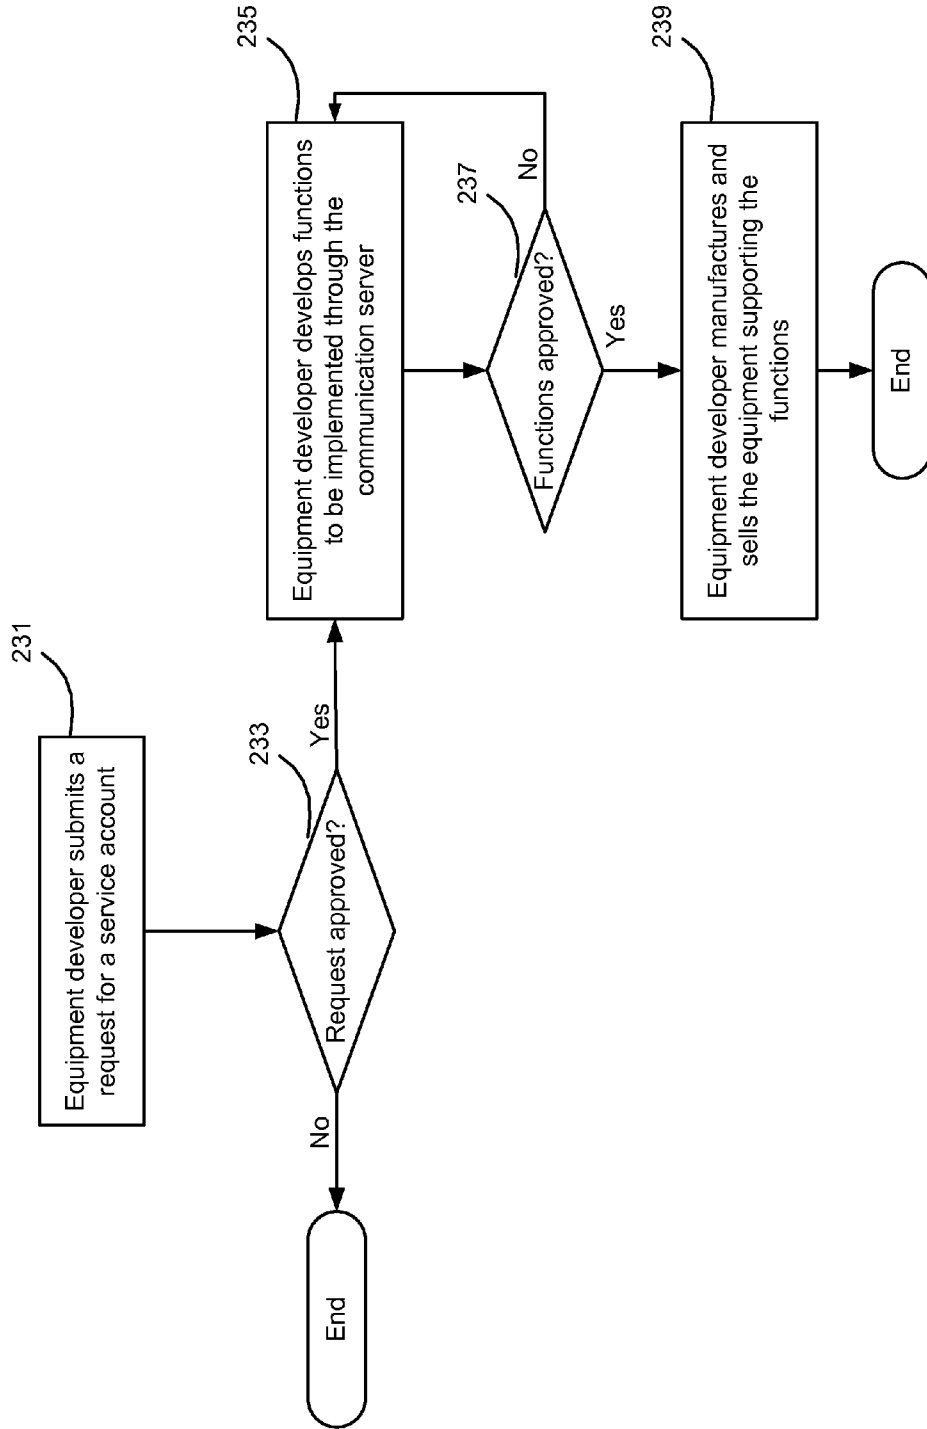 231
Equipment developer submits a
request for a service account
233
Request approved?
No
End
Yes
235
Equipment developer develops functions
to be implemented through the
communication server
237
Functions approved?
No
Yes
239
Equipment developer manufactures and
sells the equipment supporting the
functions
End